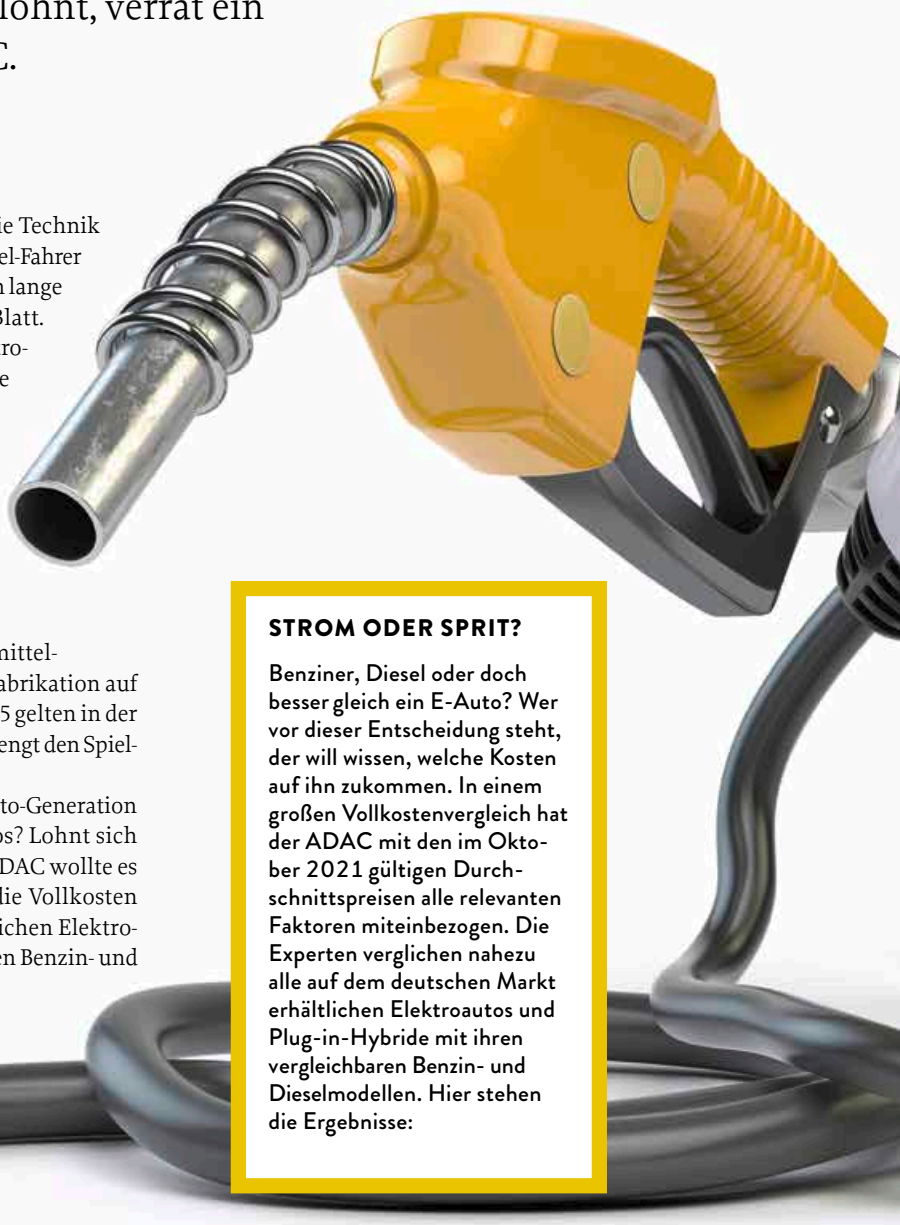 lohnt, verrat ein
C.
ie Technik
el-Fahrer
n lange
Blatt.
tro-
e
mittel-
abrikation auf
5 gelten in der
engt den Spiel-
to-Generation
os? Lohnt sich
DAC wollte es
die Vollkosten
ichen Elektro-
en Benzin- und
STROM ODER SPRIT?
Benziner, Diesel oder doch
besser gleich ein E-Auto? Wer
vor dieser Entscheidung steht,
der will wissen, welche Kosten
auf ihn zukommen. In einem
großen Vollkostenvergleich hat
der ADAC mit den im Okto-
ber 2021 gültigen Durch-
schnittspreisen alle relevanten
Faktoren miteinbezogen. Die
Experten verglichen nahezu
alle auf dem deutschen Markt
erhältlichen Elektroautos und
Plug-in-Hybride mit ihren
vergleichbaren Benzin- und
Dieselmodellen. Hier stehen
die Ergebnisse: